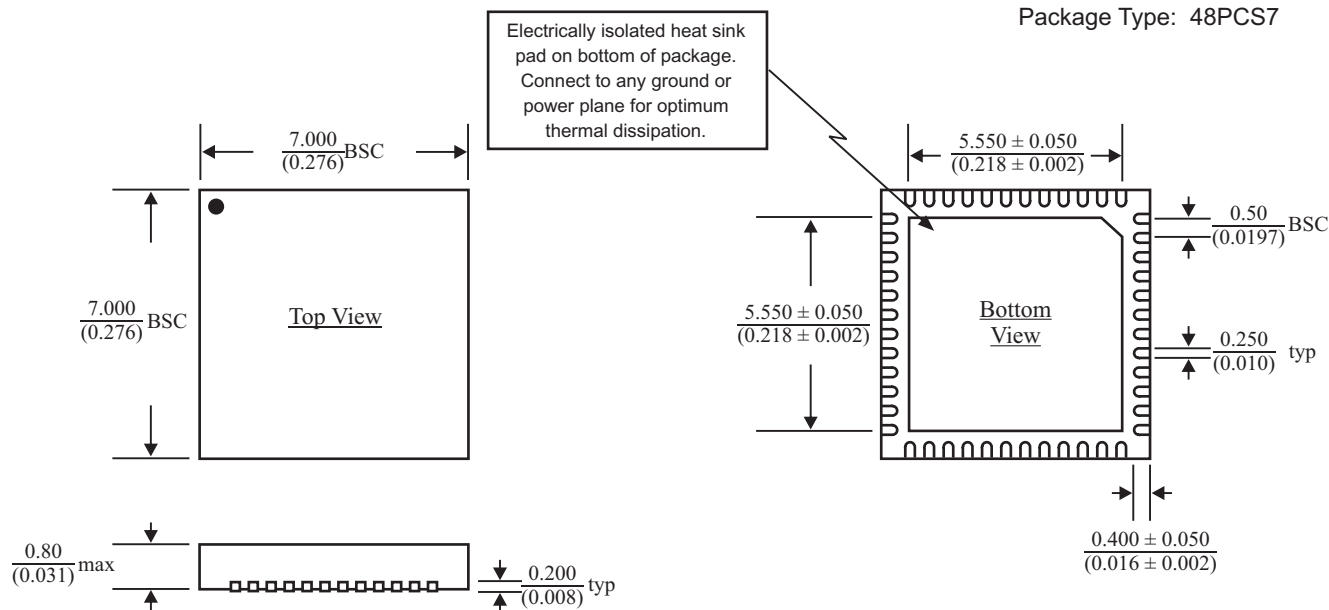 Package Type: 48PCS7
Electrically isolated heat sink
pad on bottom of package.
Connect to any ground or
power plane for optimum
thermal dissipation.
7.000
(0.276) BSC
5.550 ± 0.050
(0.218 ± 0.002)
0.50
(0.0197) BSC
7.000
(0.276) BSC
Top View
5.550 ± 0.050
(0.218 ± 0.002)
Bottom
View
0.250
(0.010) typ
0.400 ± 0.050
(0.016 ± 0.002)
0.80
(0.031) max
0.200
(0.008) typ